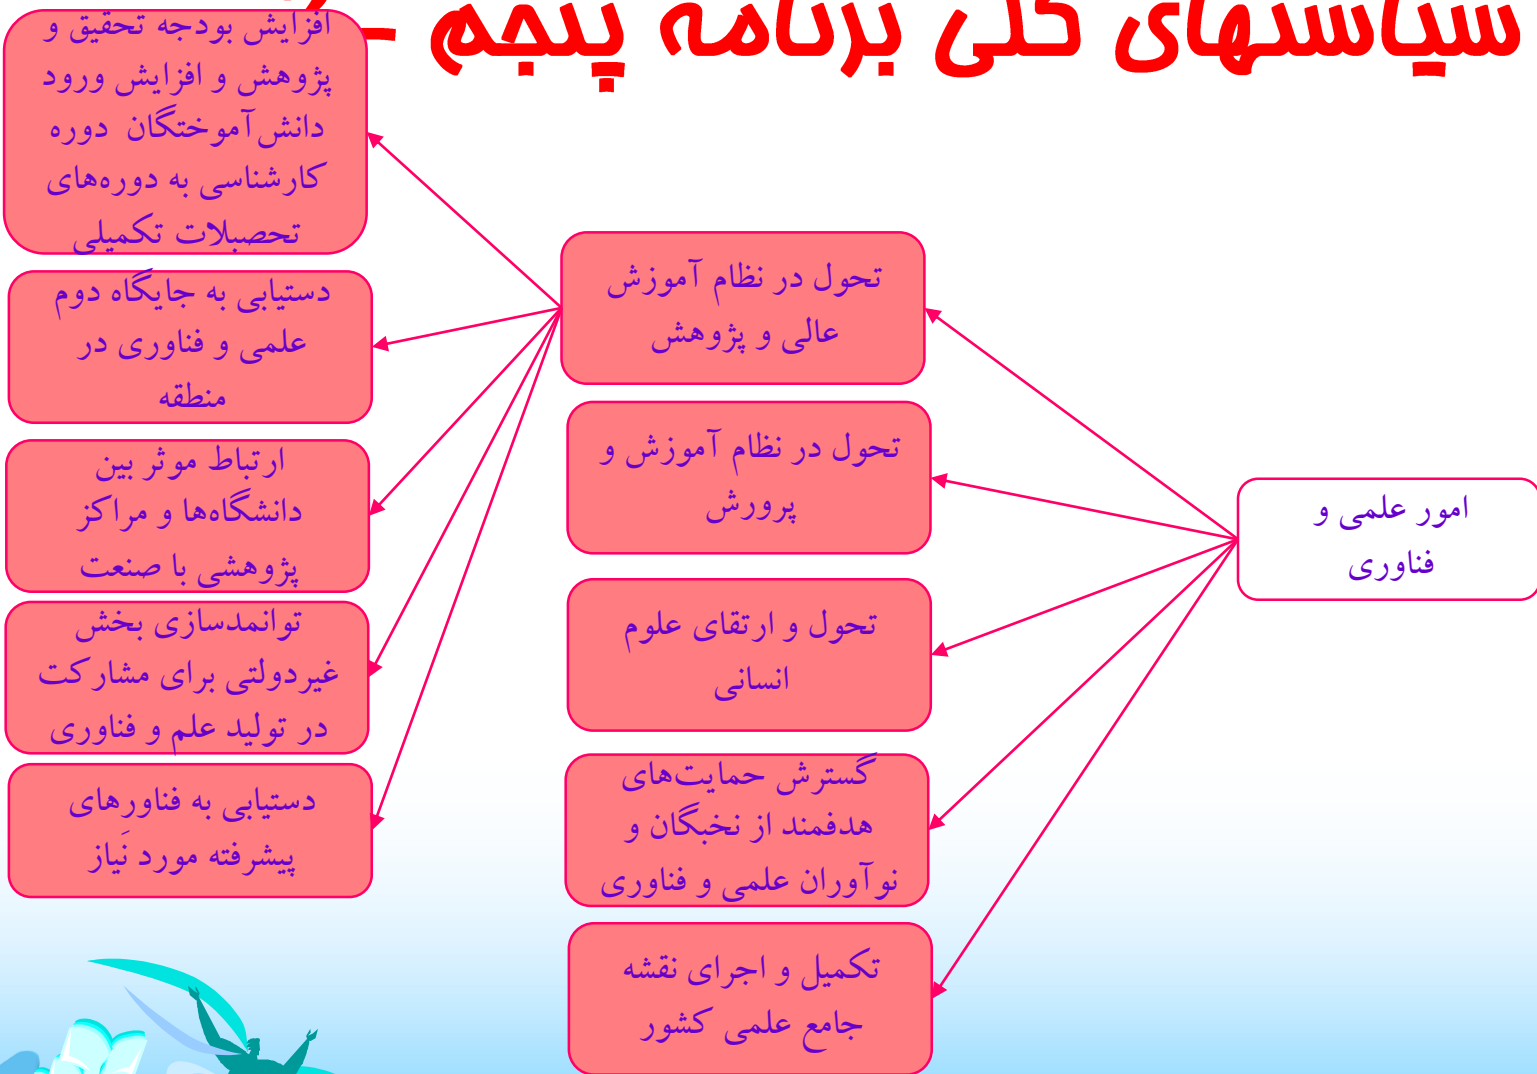 سیاستهای کلی برنامه پنجم –
امور علمی و
فناوری
تحول در نظام آموزش
عالی و پژوهش
تحول در نظام آموزش و
پرورش
تحول و ارتقای علوم
انسانی
گسترش حمایت‌های
هدفمند از نخبگان و
نوآوران علمی و فناوری
تکمیل و اجرای نقشه
جامع علمی کشور
افزایش بودجه تحقیق و
پژوهش و افزایش ورود
دانش‌آموختگان دوره
کارشناسی به دوره‌های
تحصبلات تکمیلی
دستیابی به جایگاه دوم
علمی و فناوری در
منطقه
ارتباط موثر بین
دانشگاه‌ها و مراکز
پژوهشی با صنعت
توانمدسازی بخش
غیردولتی برای مشارکت
در تولید علم و فناوری
دستیابی به فناورهای
پیشرفته مورد نَیاز